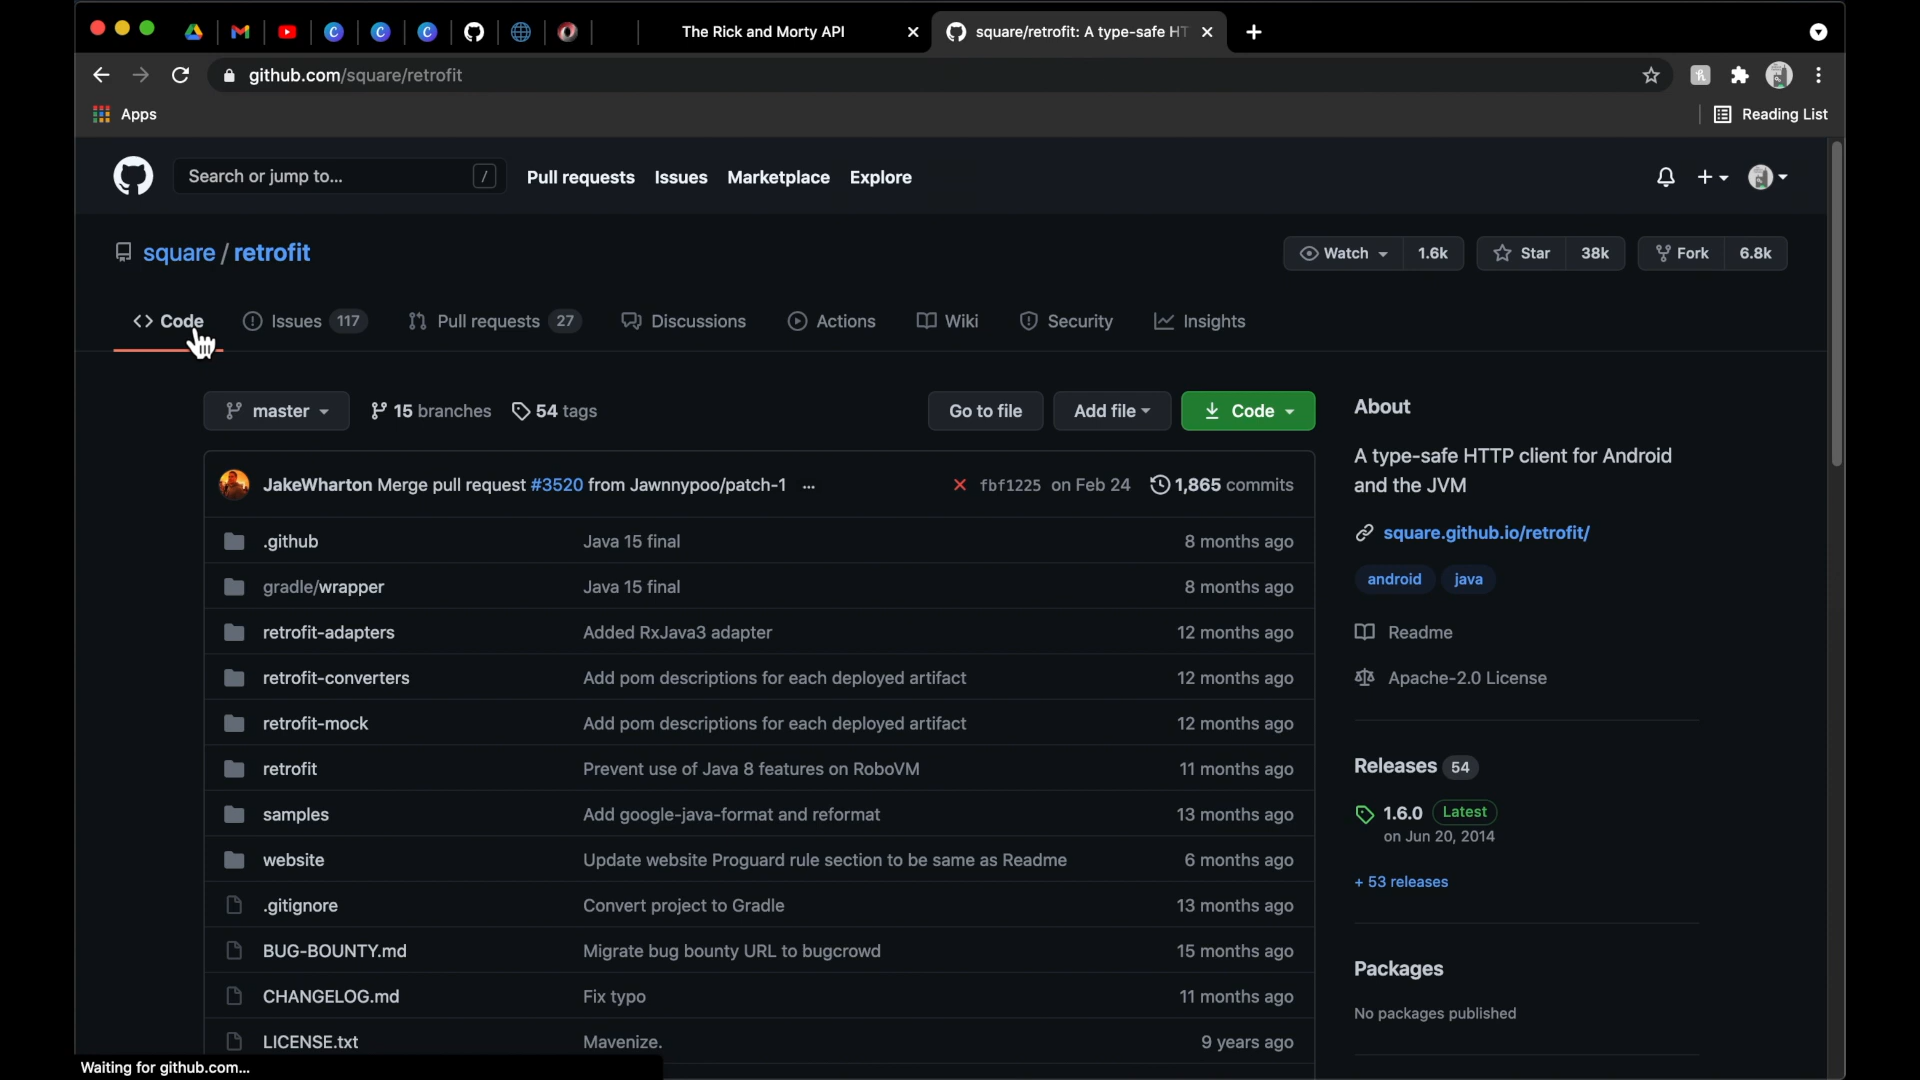 The Rick and Morty API
square/retrofit: A type-safe HT
github.com/square/retrofit
Apps
Reading List
Search or jump to...
/
Pull requests
Issues
Marketplace
Explore
square / retrofit
Watch 1.6k
Star 38k
Fork 6.8k
Code
Issues 117
Pull requests 27
Discussions
Actions
Wiki
Security
Insights
master
15 branches
54 tags
Go to file
Add file
Code
JakeWharton Merge pull request #3520 from Jawnnypoo/patch-1 ...
fbf1225 on Feb 24
1,865 commits
.github Java 15 final 8 months ago
gradle/wrapper Java 15 final 8 months ago
retrofit-adapters Added RxJava3 adapter 12 months ago
retrofit-converters Add pom descriptions for each deployed artifact 12 months ago
retrofit-mock Add pom descriptions for each deployed artifact 12 months ago
retrofit Prevent use of Java 8 features on RoboVM 11 months ago
samples Add google-java-format and reformat 13 months ago
website Update website Proguard rule section to be same as Readme 6 months ago
.gitignore Convert project to Gradle 13 months ago
BUG-BOUNTY.md Migrate bug bounty URL to bugcrowd 15 months ago
CHANGELOG.md Fix typo 11 months ago
LICENSE.txt Mavenize. 9 years ago
About
A type-safe HTTP client for Android
and the JVM
square.github.io/retrofit/
android java
Readme
Apache-2.0 License
Releases 54
1.6.0 Latest
on Jun 20, 2014
+ 53 releases
Packages
No packages published
Waiting for github.com...